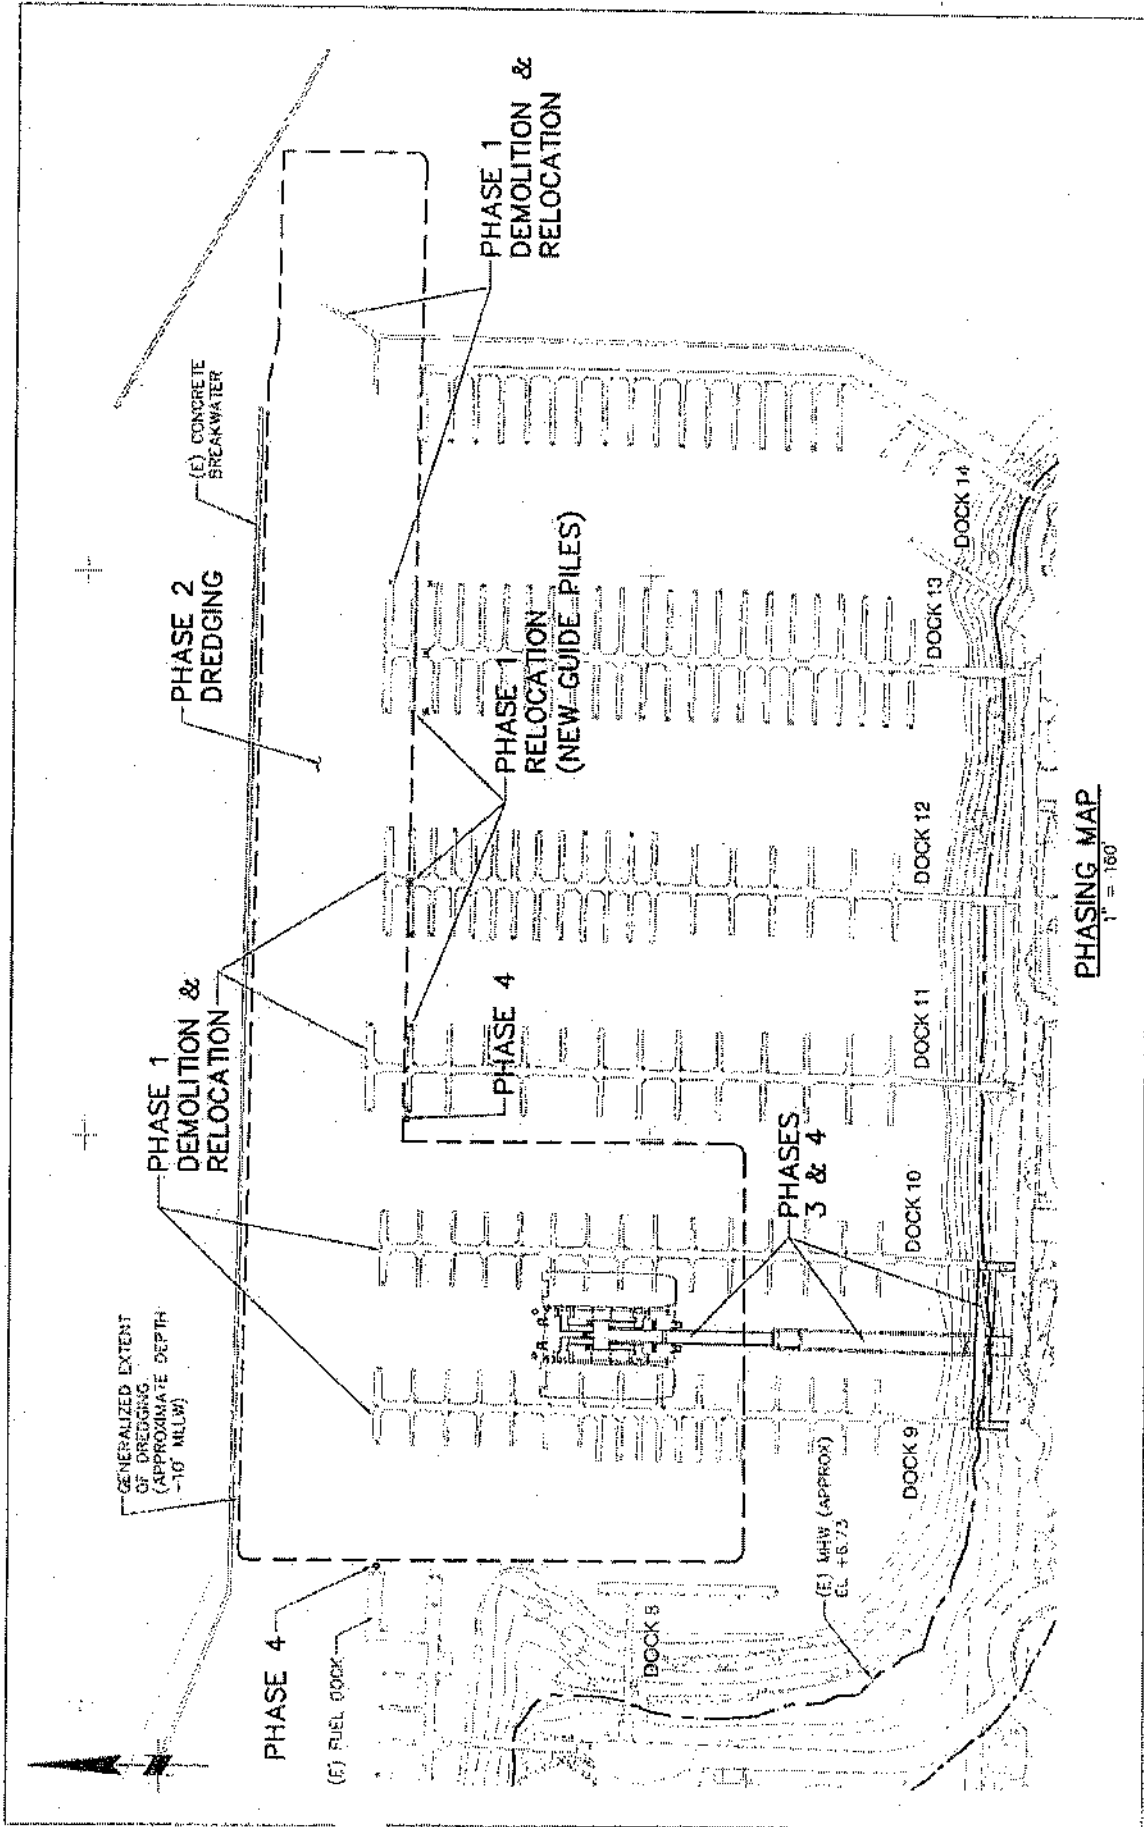 PHASE 1
DEMOLITION &
RELOCATION
(E) CONCRETE
BREAKWATER
PHASE 2
DREDGING
PHASE 1
DEMOLITION &
RELOCATION
GENERALIZED EXTENT
OF DREDGING
(APPROXIMATE DEPTH
-10' MLLW)
PHASE 4
(E) FUEL DOCK
PHASE 1
RELOCATION
(NEW GUIDE PILES)
PHASE 4
PHASES
3 & 4
DOCK 8
(E) MHW (APPROX)
EL +6.73
DOCK 9
DOCK 10
DOCK 11
DOCK 12
DOCK 13
DOCK 14
PHASING MAP
1" = 160'